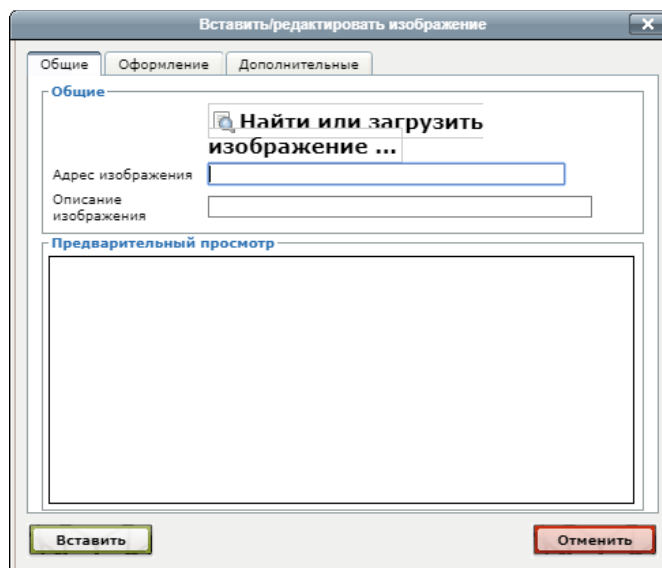 Вставить/редактировать изображение
Общие
Оформление
Дополнительные
Общие
Найти или загрузить
изображение ...
Адрес изображения
Описание
изображения
Предварительный просмотр
Вставить
Отменить